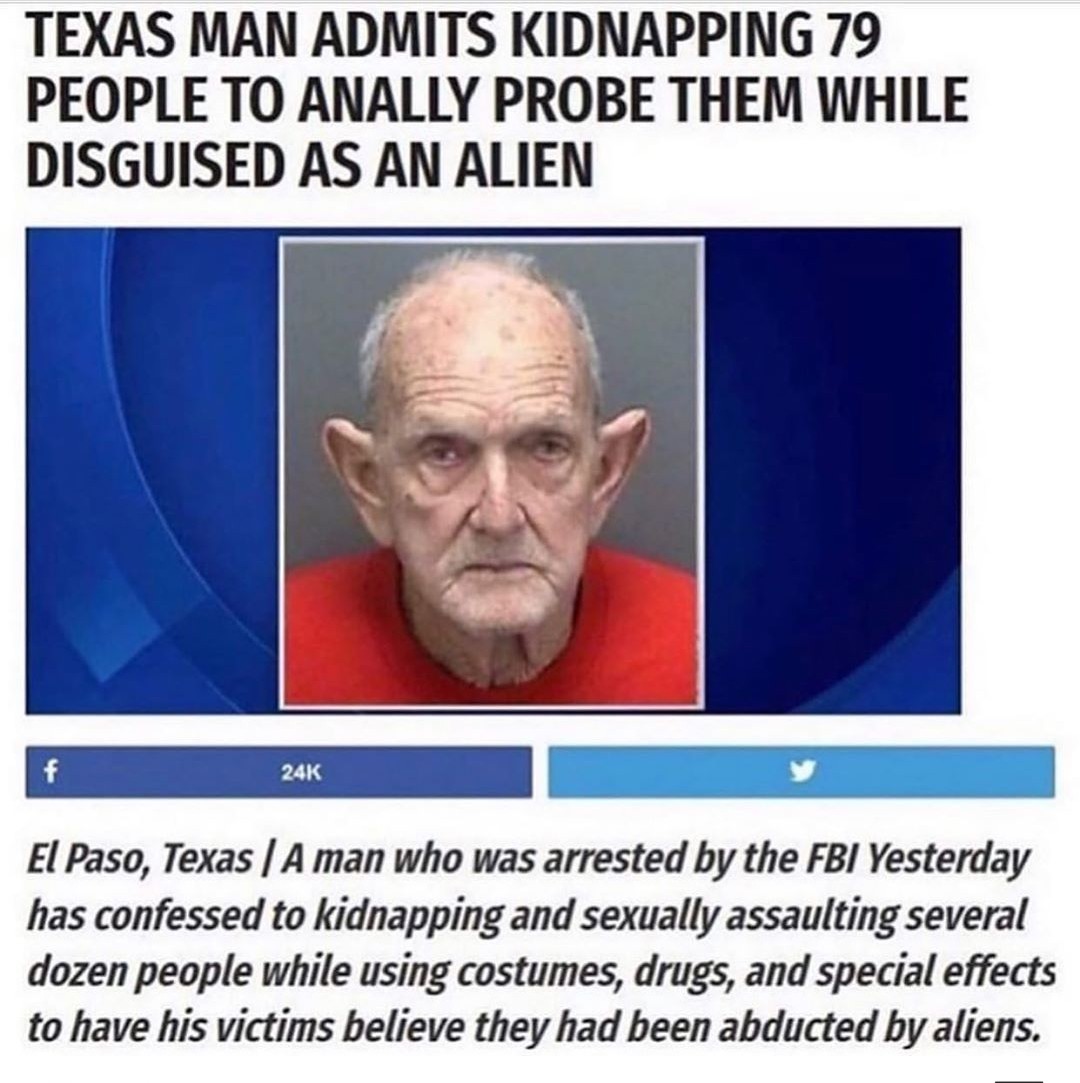 TEXAS MAN ADMITS KIDNAPPING 79
PEOPLE TO ANALLY PROBE THEM WHILE
DISGUISED AS AN ALIEN
f 24K
El Paso, Texas | A man who was arrested by the FBI Yesterday
has confessed to kidnapping and sexually assaulting several
dozen people while using costumes, drugs, and special effects
to have his victims believe they had been abducted by aliens.